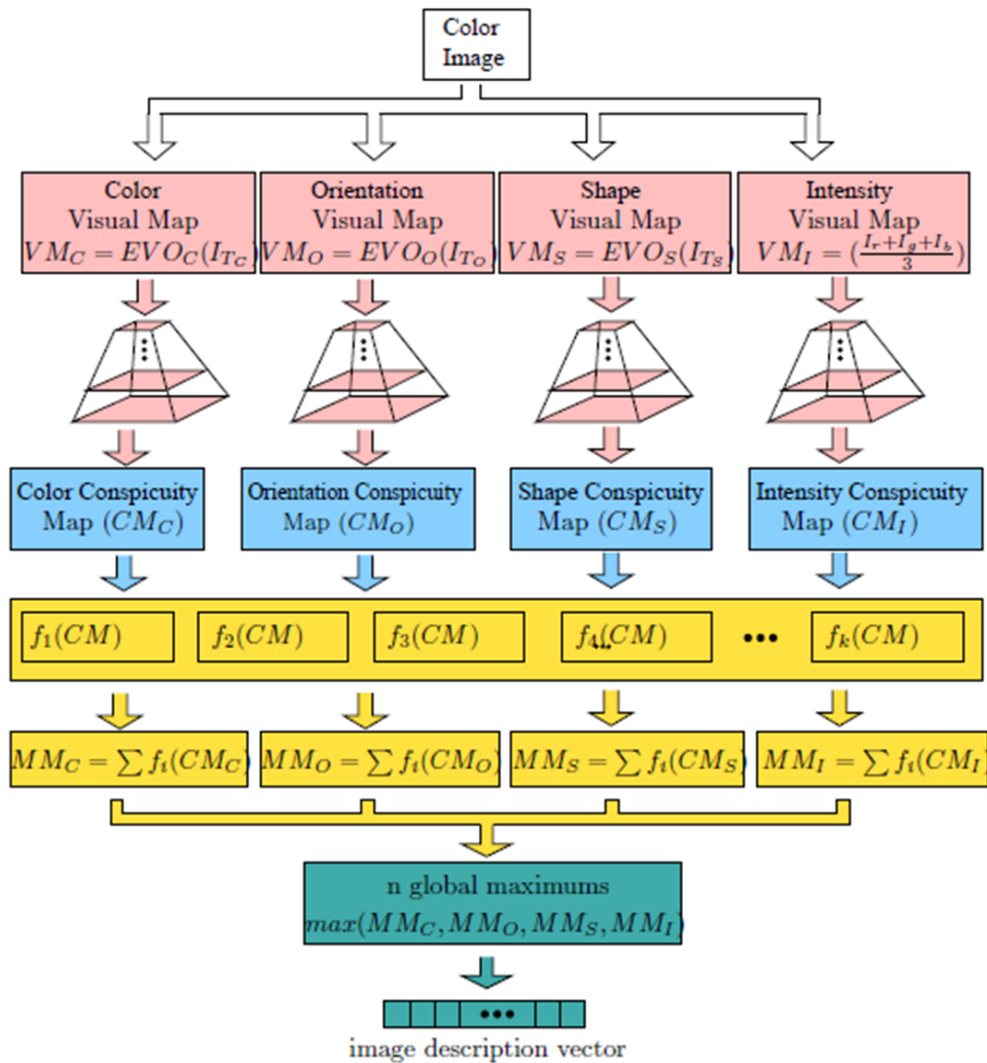 Color
Image
Color
Visual Map
VM_C = EVO_C(I_{T_C})
Orientation
Visual Map
VM_O = EVO_O(I_{T_O})
Shape
Visual Map
VM_S = EVO_S(I_{T_S})
Intensity
Visual Map
VM_I = (\frac{I_r+I_g+I_b}{3})
Color Conspicuity
Map (CM_C)
Orientation Conspicuity
Map (CM_O)
Shape Conspicuity
Map (CM_S)
Intensity Conspicuity
Map (CM_I)
f_1(CM)
f_2(CM)
f_3(CM)
f_4(CM)
•••
f_k(CM)
MM_C = ∑ f_i(CM_C)
MM_O = ∑ f_i(CM_O)
MM_S = ∑ f_i(CM_S)
MM_I = ∑ f_i(CM_I)
n global maximums
max(MM_C, MM_O, MM_S, MM_I)
•••
image description vector